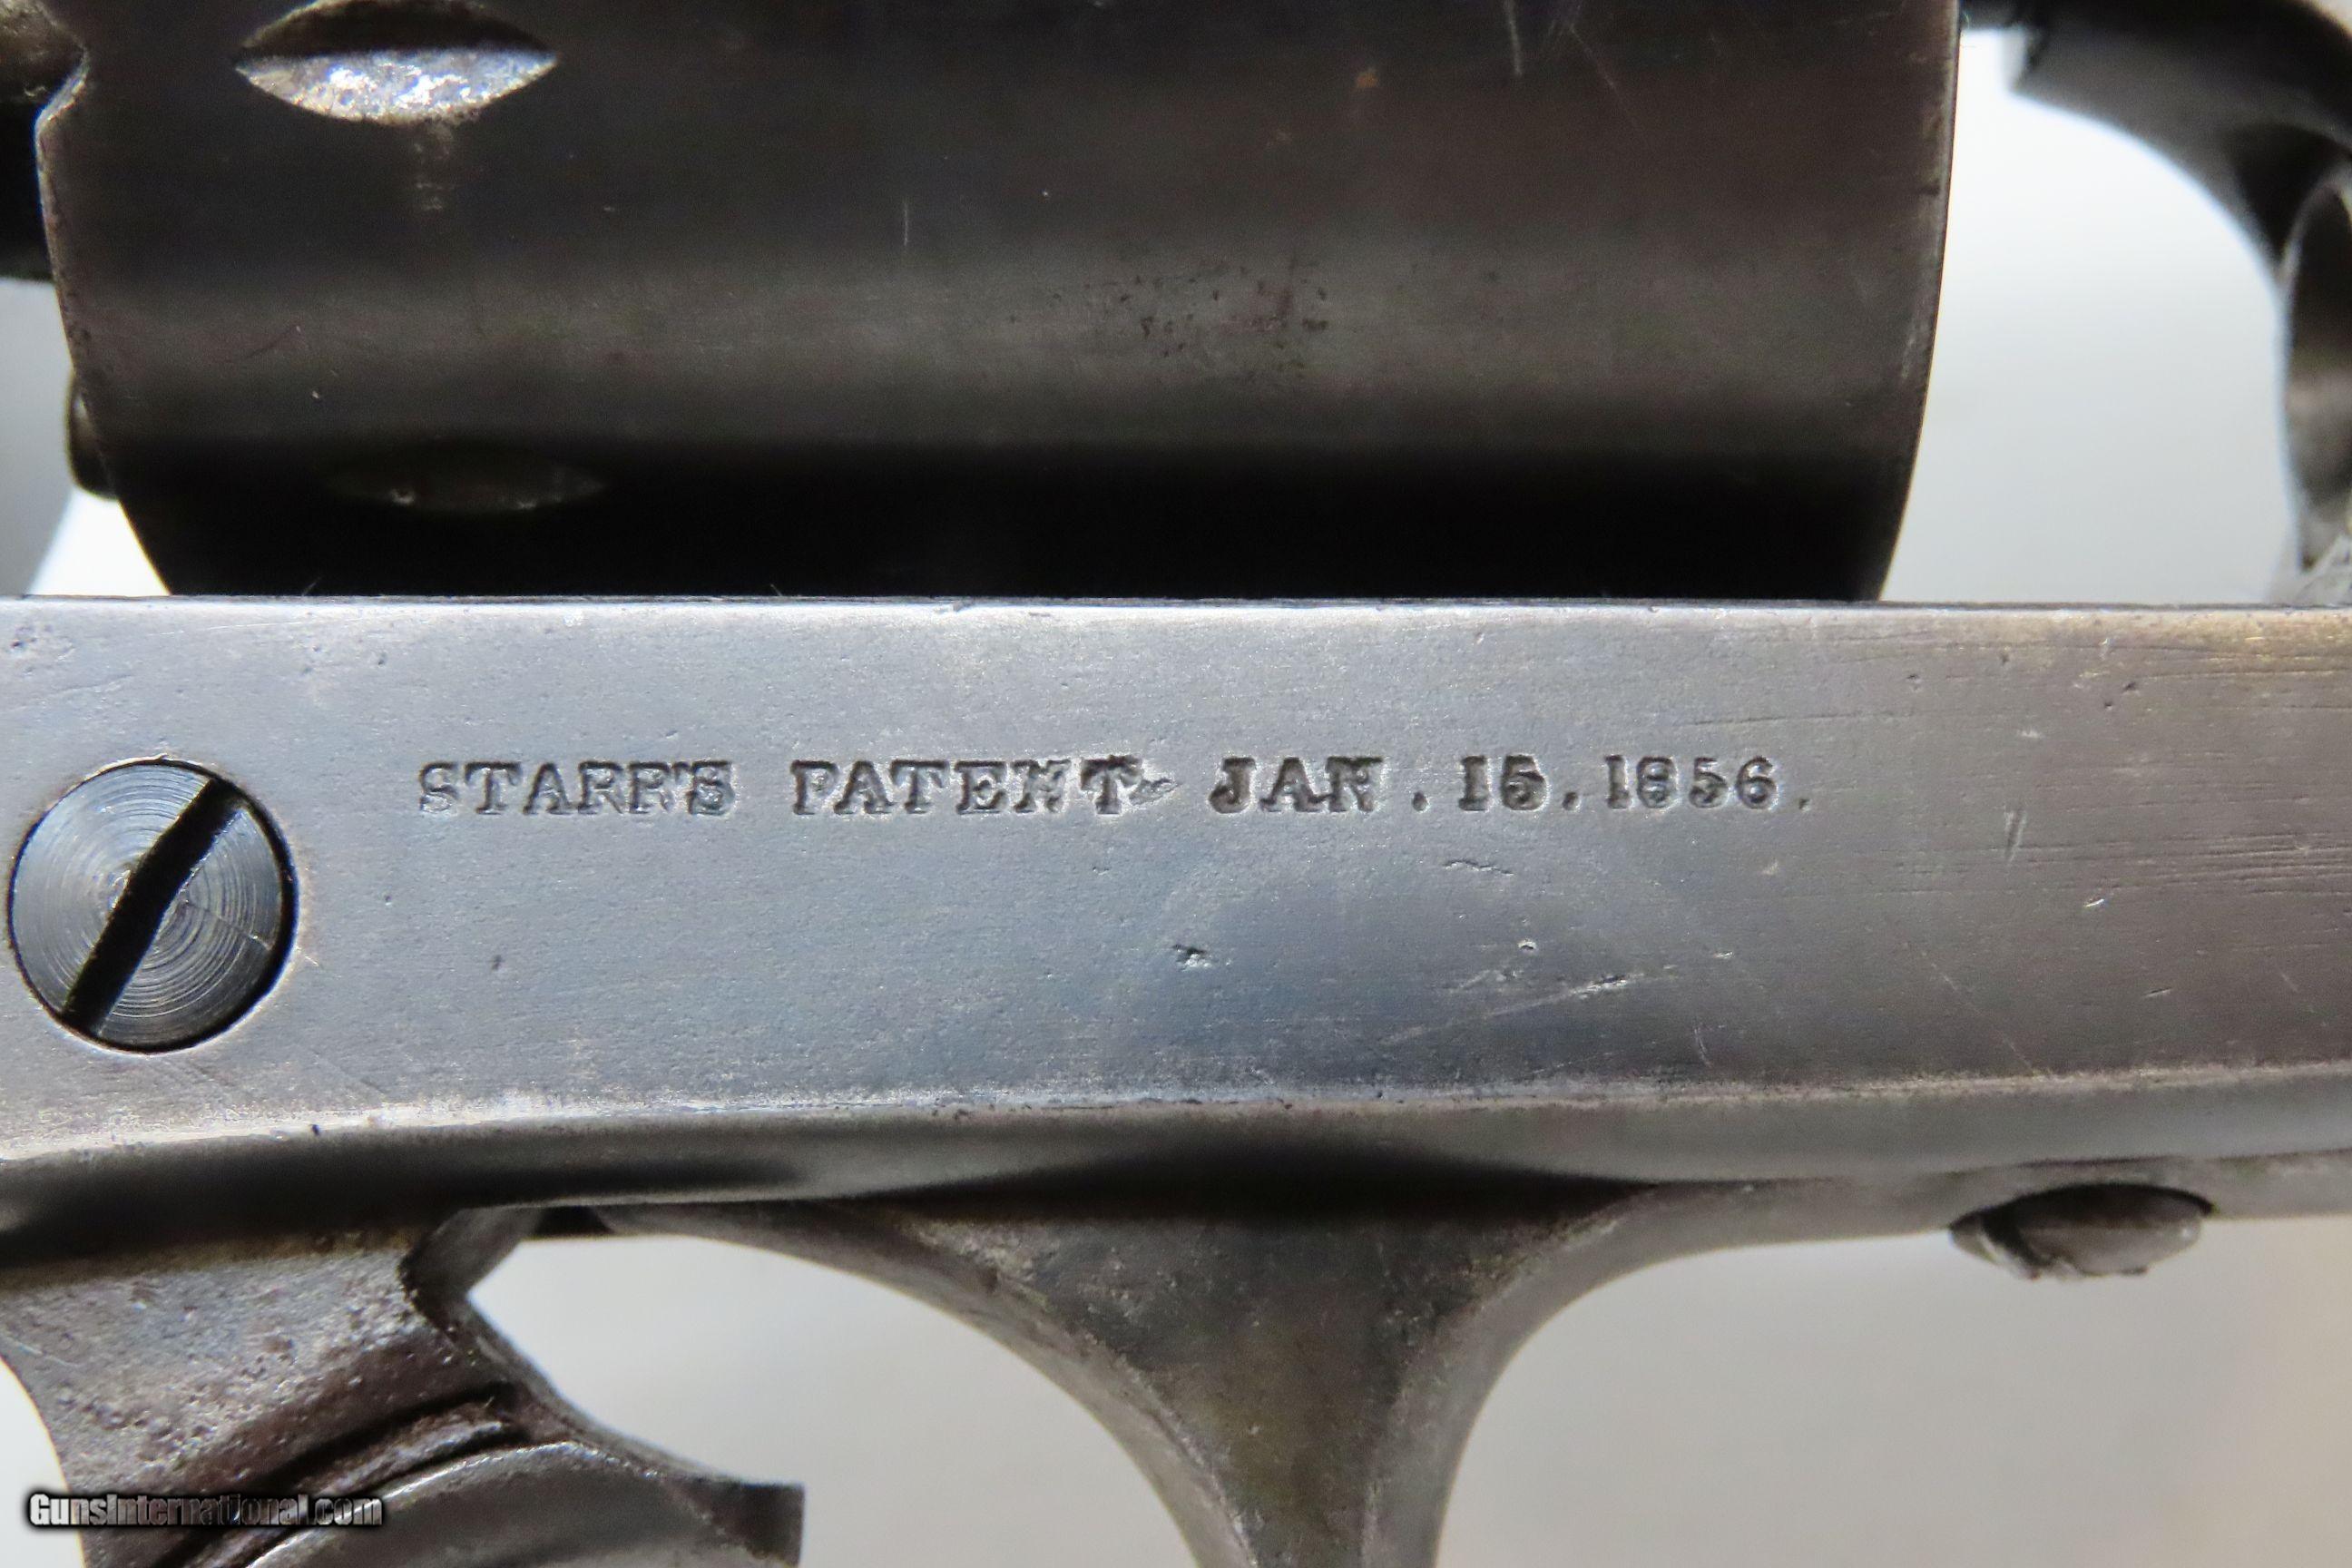 STARR'S PATENT JAN. 15. 1856.
GunsInternational.com